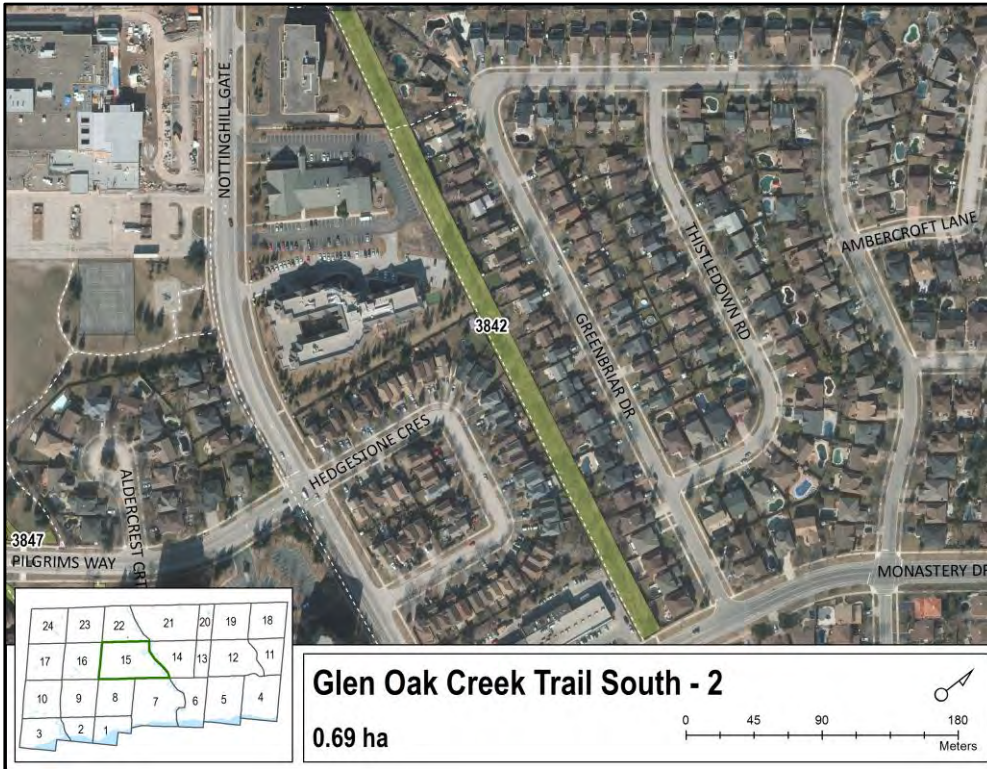 NOTTINGHILLGATE
AMBERCROFT LANE
THISTLEDOWN RD
3842
GREENBRIAR DR
HEDGESTONE CRES
ALDERCREST CRT
3847
PILGRIMS WAY
MONASTERY DR
24 23 22 21 20 19 18
17 16 15 14 13 12 11
10 9 8 7 6 5 4
3 2 1
Glen Oak Creek Trail South - 2
0.69 ha
0 45 90 180
Meters